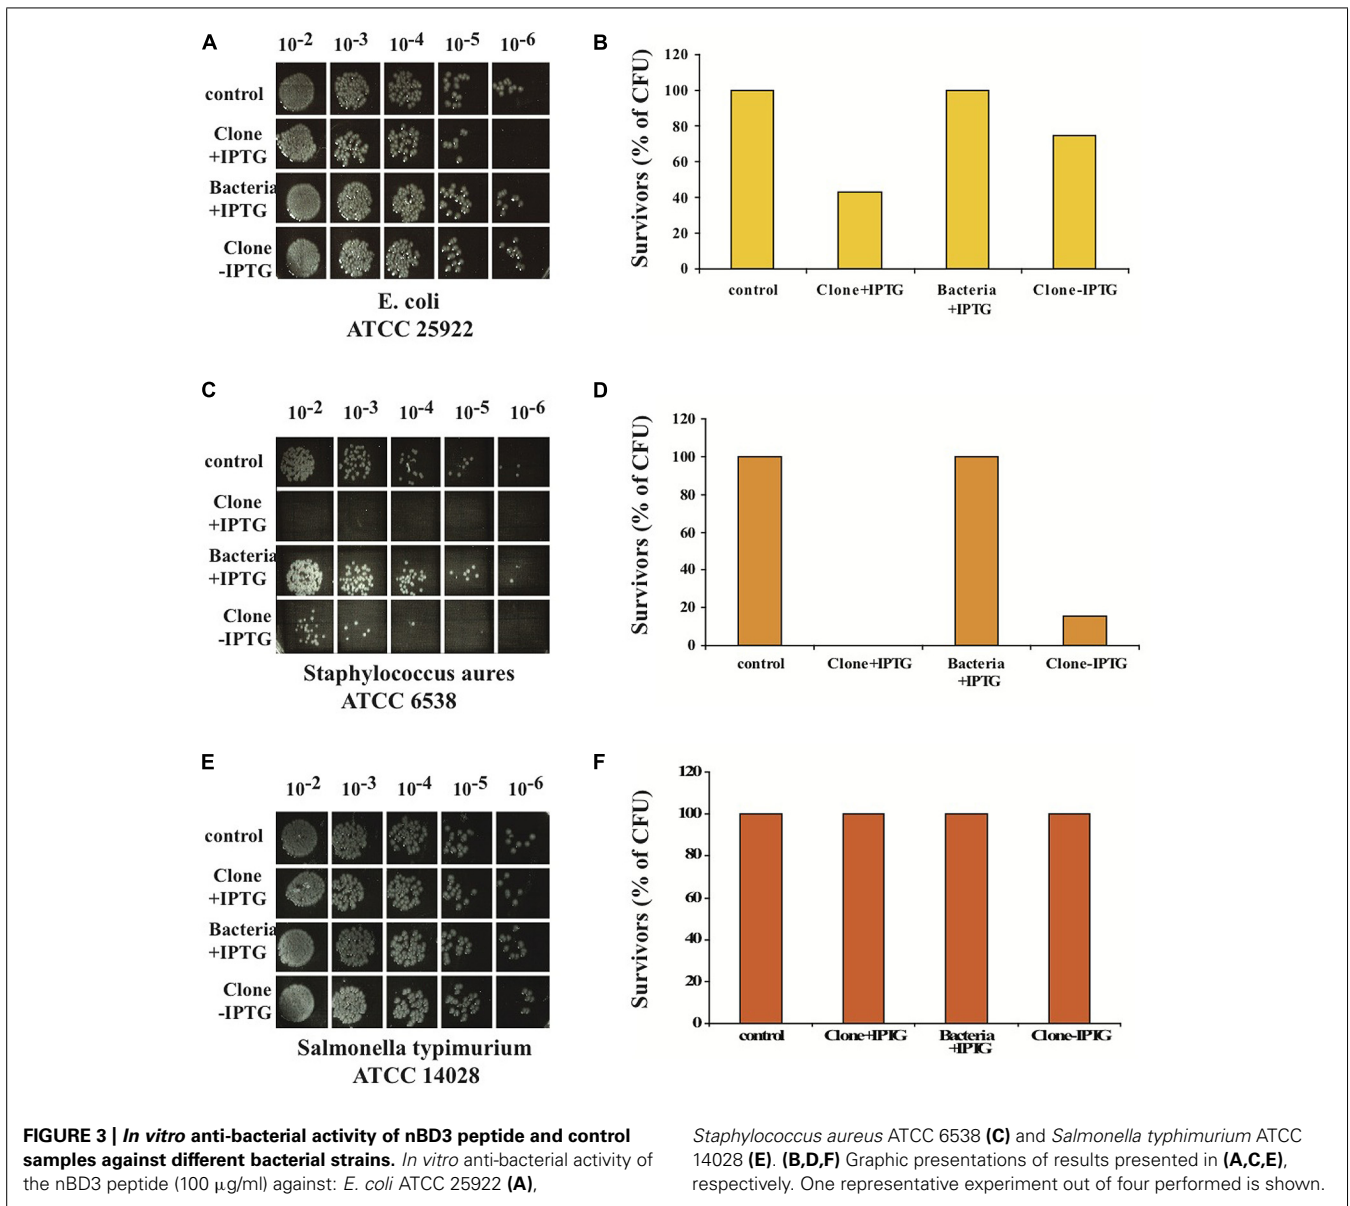 A
10-2 10-3 10-4 10-5 10-6
control
Clone
+IPTG
Bacteria
+IPTG
Clone
-IPTG
E. coli
ATCC 25922
B
Survivors (% of CFU)
120
100
80
60
40
20
0
control Clone+IPTG Bacteria Clone-IPTG
+IPTG
C
10-2 10-3 10-4 10-5 10-6
control
Clone
+IPTG
Bacteria
+IPTG
Clone
-IPTG
Staphylococcus aures
ATCC 6538
D
Survivors (% of CFU)
120
100
80
60
40
20
0
control Clone+IPTG Bacteria Clone-IPTG
+IPTG
E
10-2 10-3 10-4 10-5 10-6
control
Clone
+IPTG
Bacteria
+IPTG
Clone
-IPTG
Salmonella typimurium
ATCC 14028
F
Survivors (% of CFU)
120
100
80
60
40
20
0
control Clone+IPTG Bacteria Clone-IPTG
+IPTG
FIGURE 3 | In vitro anti-bacterial activity of nBD3 peptide and control
samples against different bacterial strains. In vitro anti-bacterial activity of
the nBD3 peptide (100 μg/ml) against: E. coli ATCC 25922 (A),
Staphylococcus aureus ATCC 6538 (C) and Salmonella typhimurium ATCC
14028 (E). (B,D,F) Graphic presentations of results presented in (A,C,E),
respectively. One representative experiment out of four performed is shown.